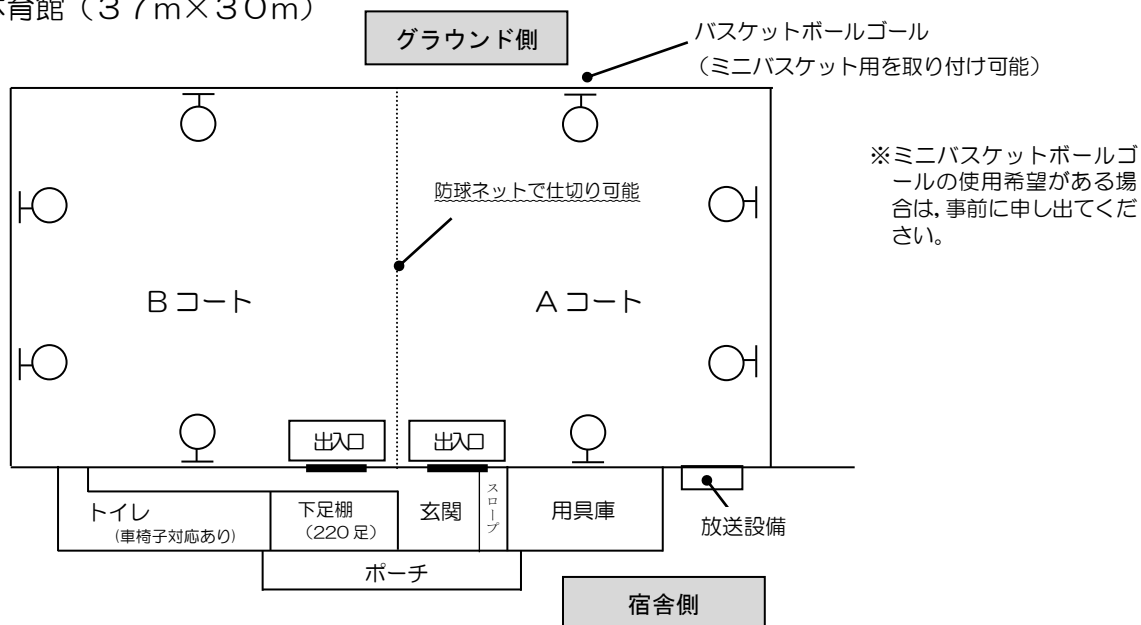 育館（３７ｍ×３０ｍ）
グラウンド側
バスケットボールゴール
（ミニバスケット用を取り付け可能）
※ミニバスケットボールゴ
ールの使用希望がある場
合は，事前に申し出てくだ
さい。
防球ネットで仕切り可能
Ｂコート
Ａコート
出入口
出入口
トイレ
(車椅子対応あり)
下足棚
（220 足）
玄関
スロープ
用具庫
放送設備
ポーチ
宿舎側